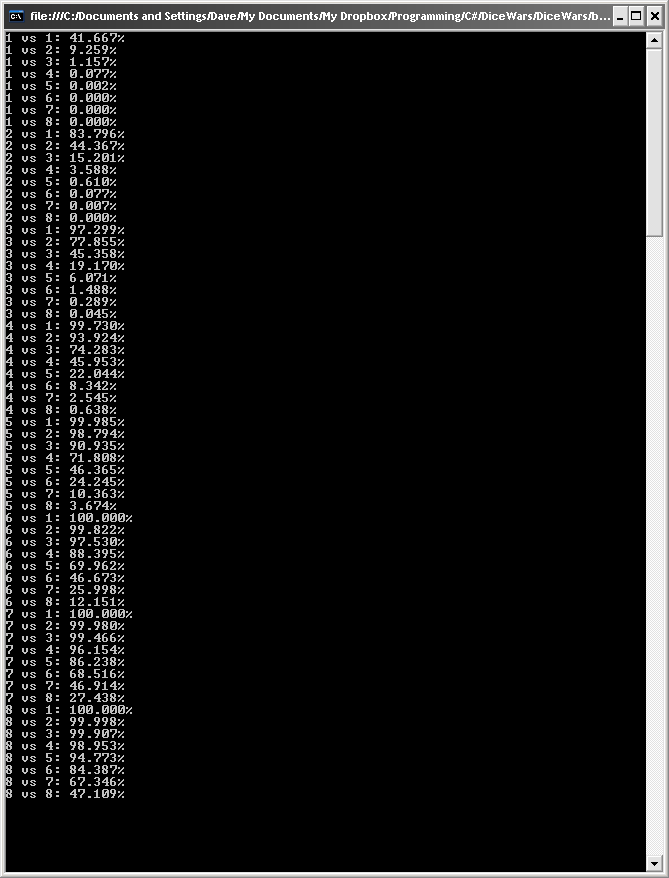 file:///C:/Documents and Settings/Dave/My Documents/My Dropbox/Programming/C#/DiceWars/DiceWars/b...
1 vs 1: 41.667%
1 vs 2: 9.259%
1 vs 3: 1.157%
1 vs 4: 0.077%
1 vs 5: 0.002%
1 vs 6: 0.000%
1 vs 7: 0.000%
1 vs 8: 0.000%
2 vs 1: 83.796%
2 vs 2: 44.367%
2 vs 3: 15.201%
2 vs 4: 3.588%
2 vs 5: 0.610%
2 vs 6: 0.077%
2 vs 7: 0.007%
2 vs 8: 0.000%
3 vs 1: 97.299%
3 vs 2: 77.855%
3 vs 3: 45.358%
3 vs 4: 19.170%
3 vs 5: 6.071%
3 vs 6: 1.488%
3 vs 7: 0.289%
3 vs 8: 0.045%
4 vs 1: 99.730%
4 vs 2: 93.924%
4 vs 3: 74.283%
4 vs 4: 45.953%
4 vs 5: 22.044%
4 vs 6: 8.342%
4 vs 7: 2.545%
4 vs 8: 0.638%
5 vs 1: 99.985%
5 vs 2: 98.794%
5 vs 3: 90.935%
5 vs 4: 71.808%
5 vs 5: 46.365%
5 vs 6: 24.245%
5 vs 7: 10.363%
5 vs 8: 3.674%
6 vs 1: 100.000%
6 vs 2: 99.822%
6 vs 3: 97.530%
6 vs 4: 88.395%
6 vs 5: 69.962%
6 vs 6: 46.673%
6 vs 7: 25.998%
6 vs 8: 12.151%
7 vs 1: 100.000%
7 vs 2: 99.980%
7 vs 3: 99.466%
7 vs 4: 96.154%
7 vs 5: 86.238%
7 vs 6: 68.516%
7 vs 7: 46.914%
7 vs 8: 27.438%
8 vs 1: 100.000%
8 vs 2: 99.998%
8 vs 3: 99.907%
8 vs 4: 98.953%
8 vs 5: 94.773%
8 vs 6: 84.387%
8 vs 7: 67.346%
8 vs 8: 47.109%